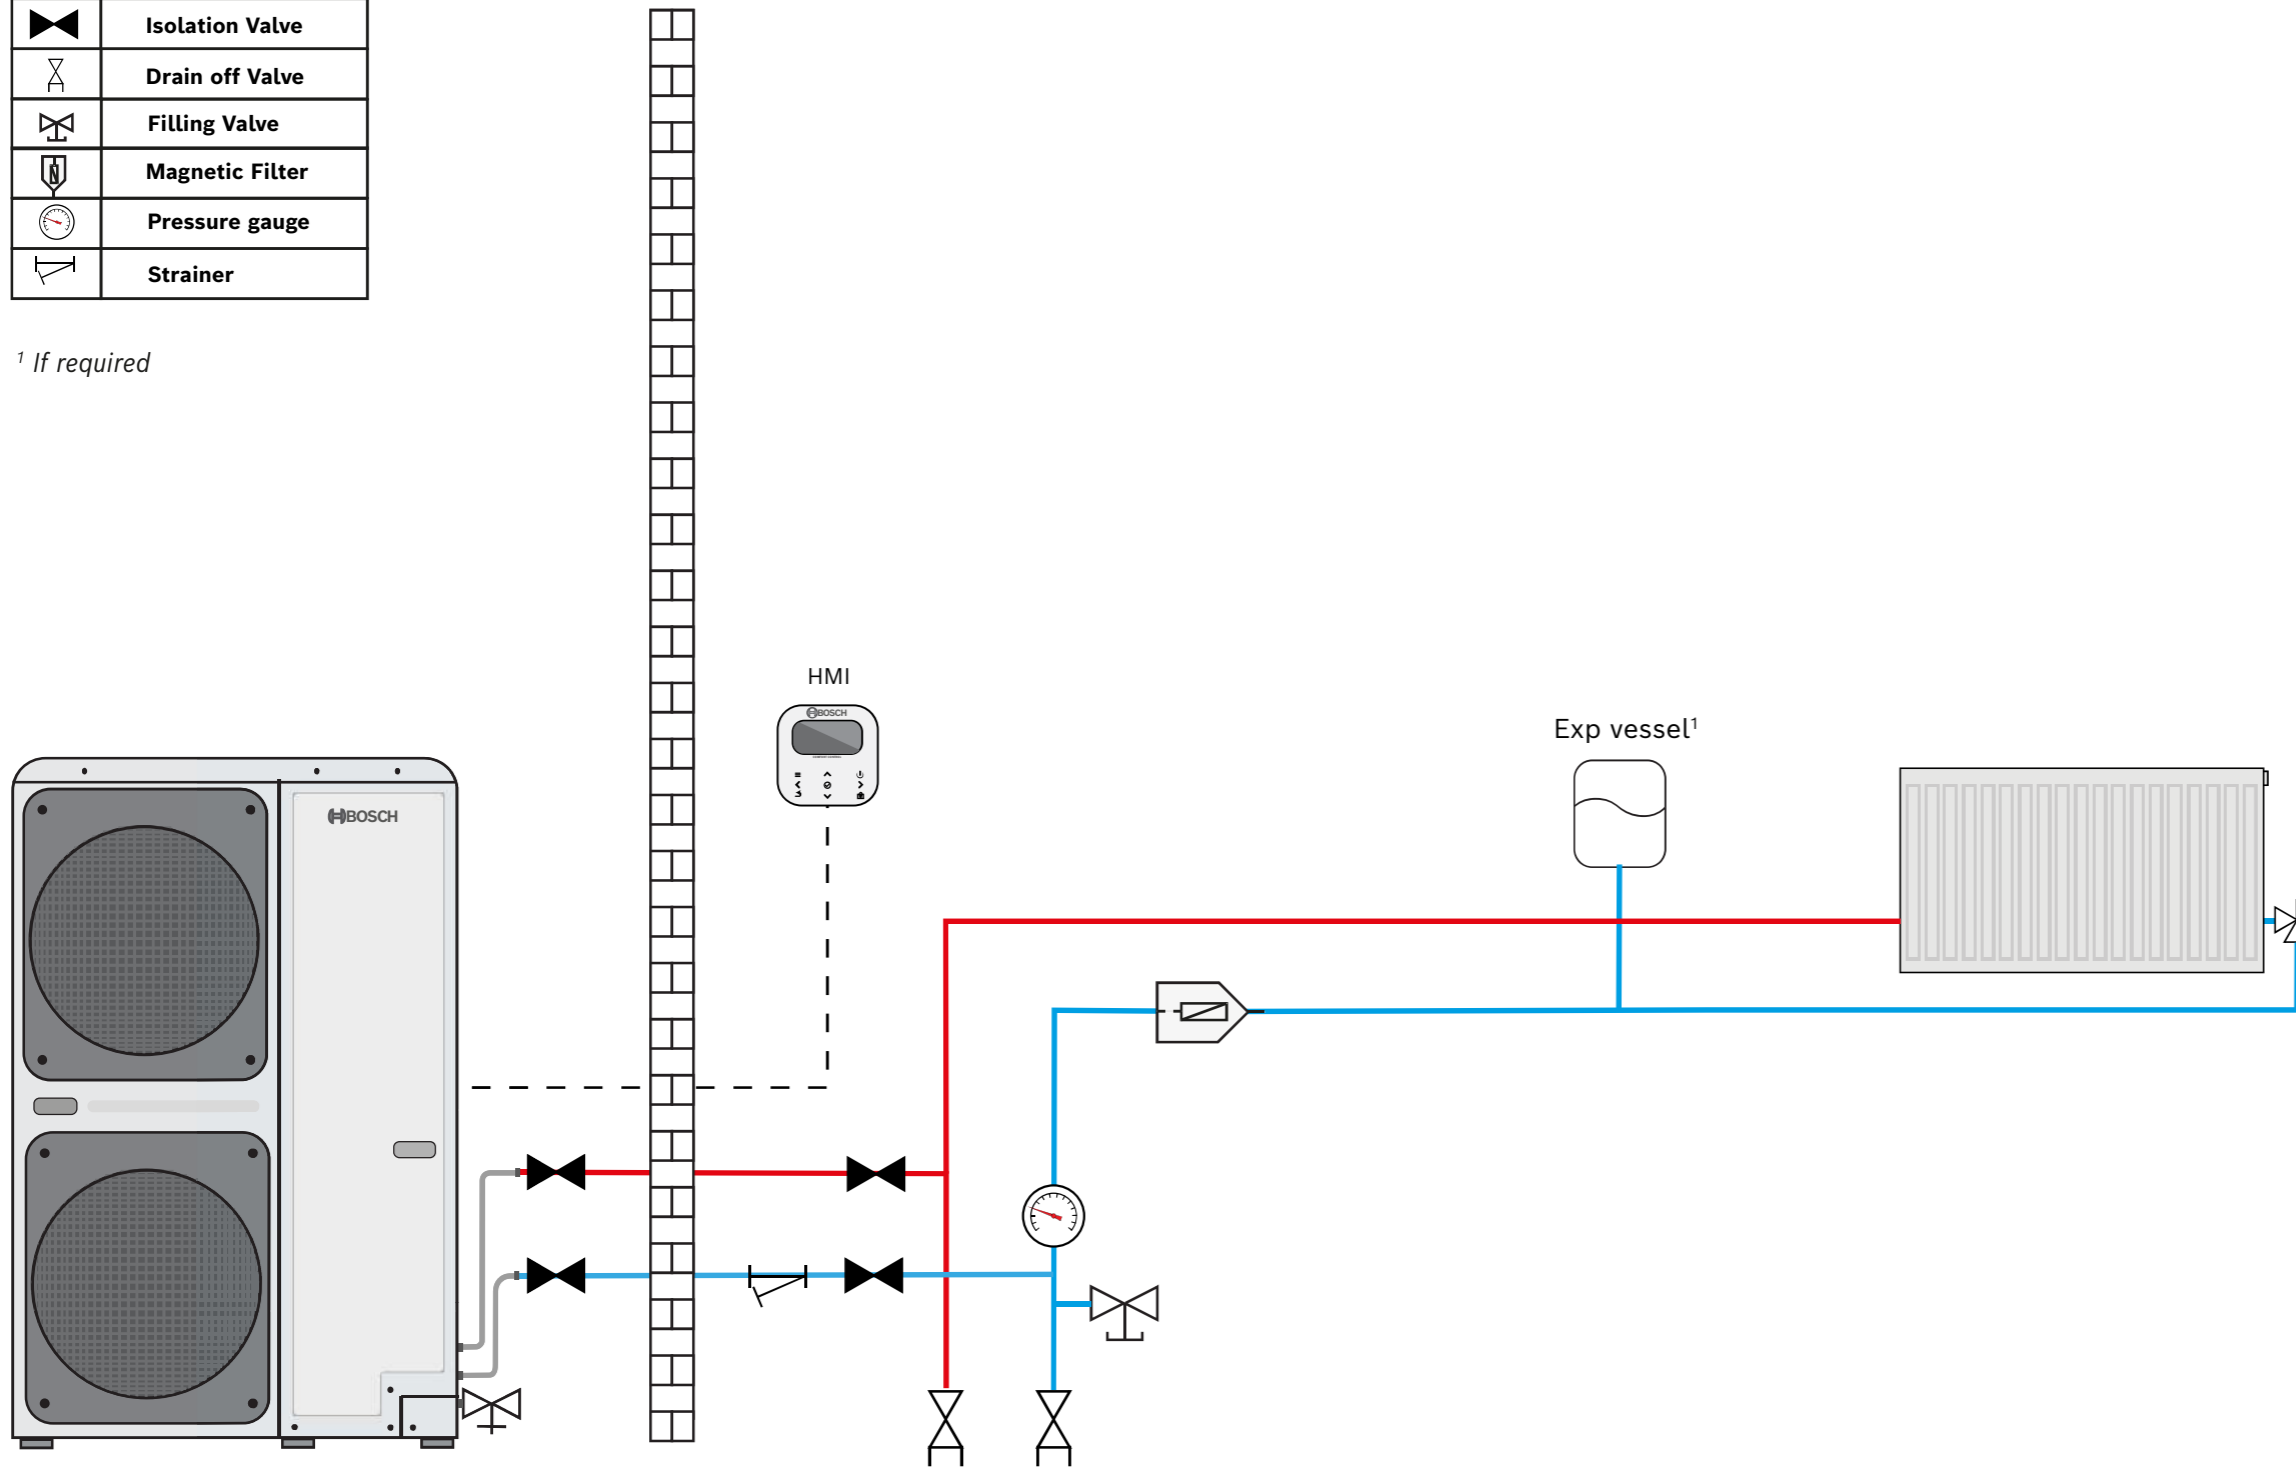 Isolation Valve
Drain off Valve
Filling Valve
Magnetic Filter
Pressure gauge
Strainer
¹ If required
HMI
BOSCH
Exp vessel¹
BOSCH